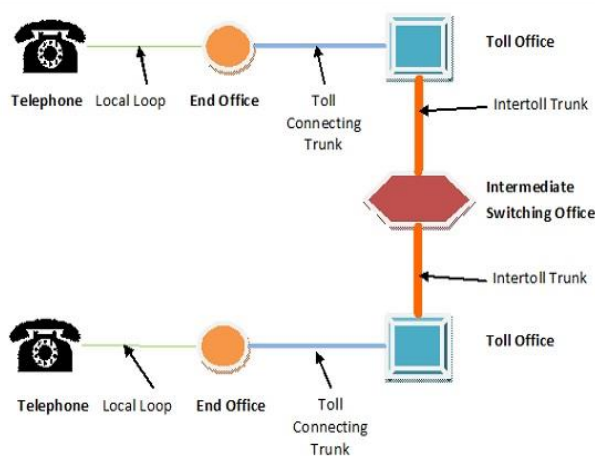 Toll Office
Telephone
Local Loop
End Office
Toll
Connecting
Trunk
Intertoll Trunk
Intermediate
Switching Office
Intertoll Trunk
Toll Office
Telephone
Local Loop
End Office
Toll
Connecting
Trunk